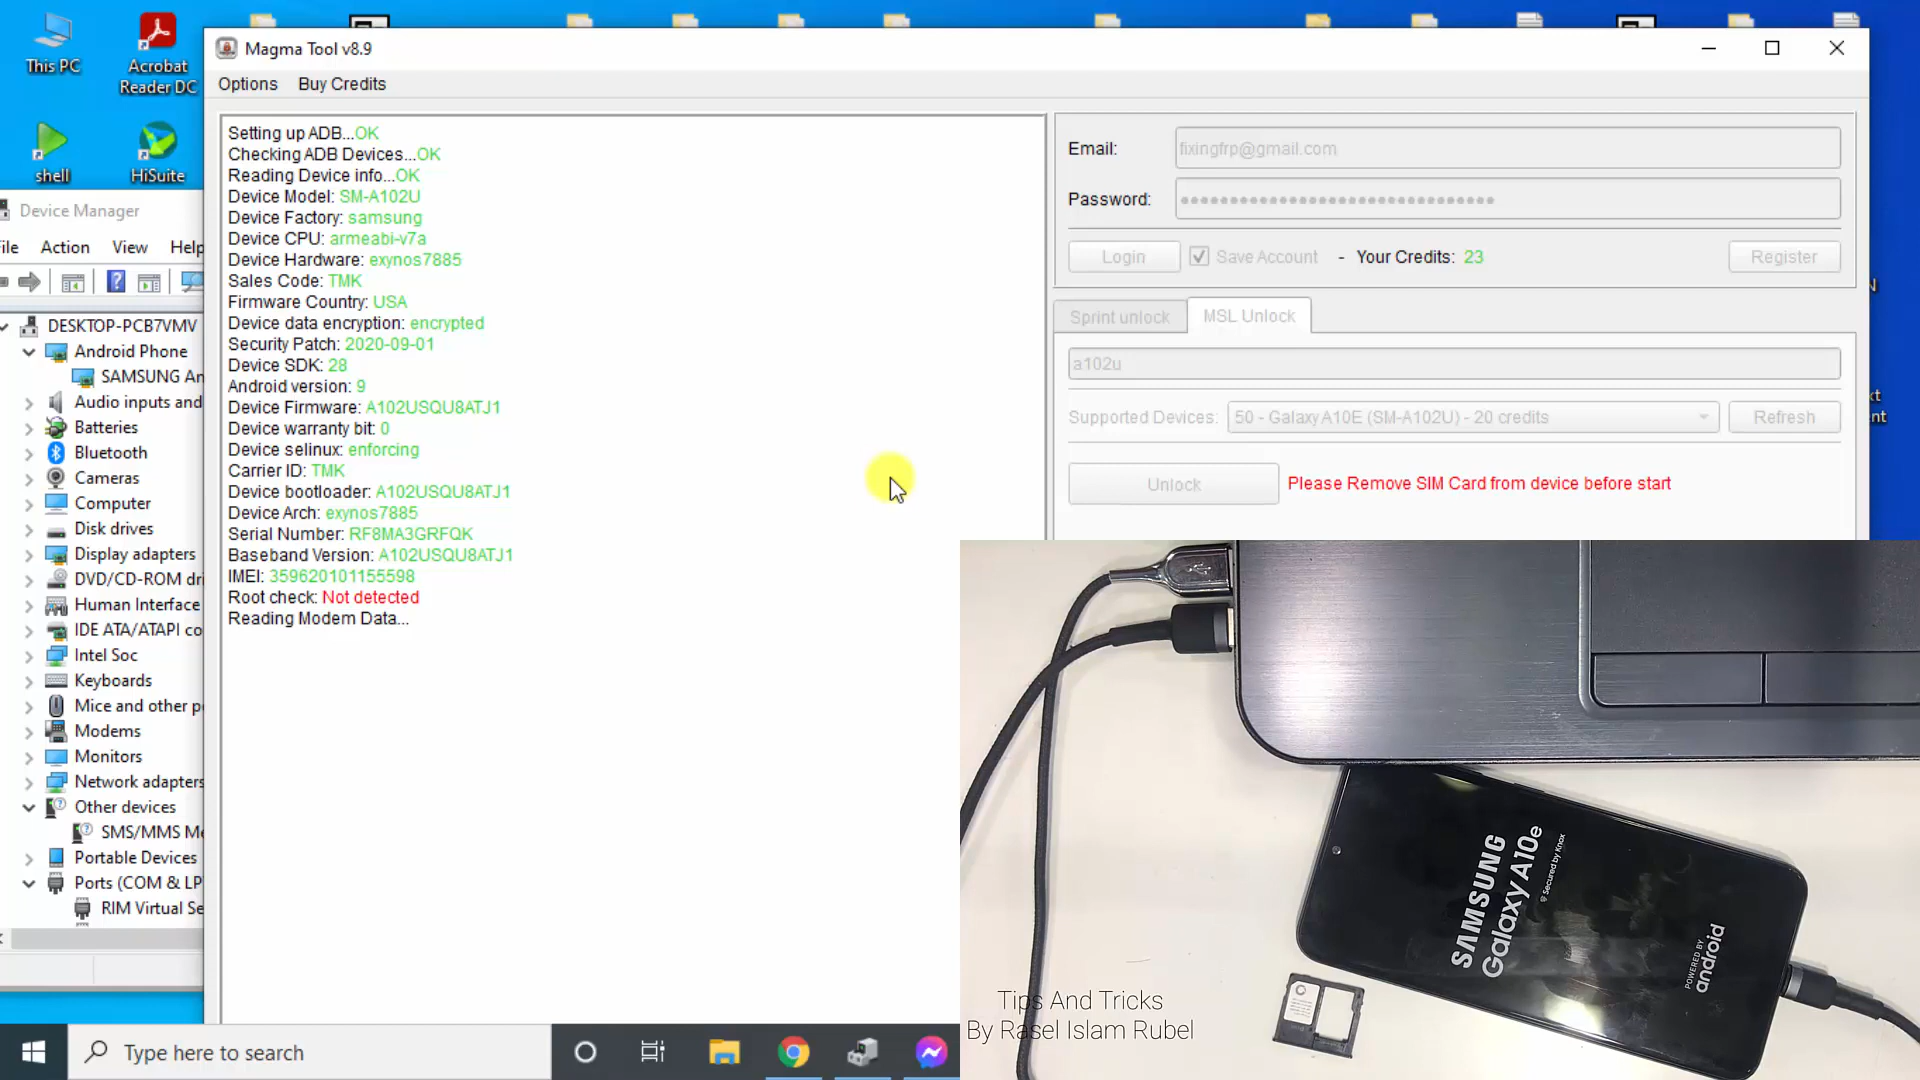 This PC
Acrobat
Reader DC
shell
HiSuite
Device Manager
Action View Help
DESKTOP-PCB7VMV
Android Phone
SAMSUNG An
Audio inputs and
Batteries
Bluetooth
Cameras
Computer
Disk drives
Display adapters
DVD/CD-ROM dri
Human Interface
IDE ATA/ATAPI co
Intel Soc
Keyboards
Mice and other p
Modems
Monitors
Network adapters
Other devices
SMS/MMS Me
Portable Devices
Ports (COM & LP
RIM Virtual Se
Magma Tool v8.9
Options Buy Credits
Setting up ADB...OK
Checking ADB Devices...OK
Reading Device info...OK
Device Model: SM-A102U
Device Factory: samsung
Device CPU: armeabi-v7a
Device Hardware: exynos7885
Sales Code: TMK
Firmware Country: USA
Device data encryption: encrypted
Security Patch: 2020-09-01
Device SDK: 28
Android version: 9
Device Firmware: A102USQU8ATJ1
Device warranty bit: 0
Device selinux: enforcing
Carrier ID: TMK
Device bootloader: A102USQU8ATJ1
Device Arch: exynos7885
Serial Number: RF8MA3GRFQK
Baseband Version: A102USQU8ATJ1
IMEI: 359620101155598
Root check: Not detected
Reading Modem Data...
Email: fixingfrp@gmail.com
Password:
Login Save Account - Your Credits: 23 Register
Sprint unlock MSL Unlock
a102u
Supported Devices: 50 - Galaxy A10E (SM-A102U) - 20 credits Refresh
Unlock Please Remove SIM Card from device before start
SAMSUNG
Galaxy A10e
Secured by Knox
POWERED BY
android
Tips And Tricks
By Rasel Islam Rubel
Type here to search